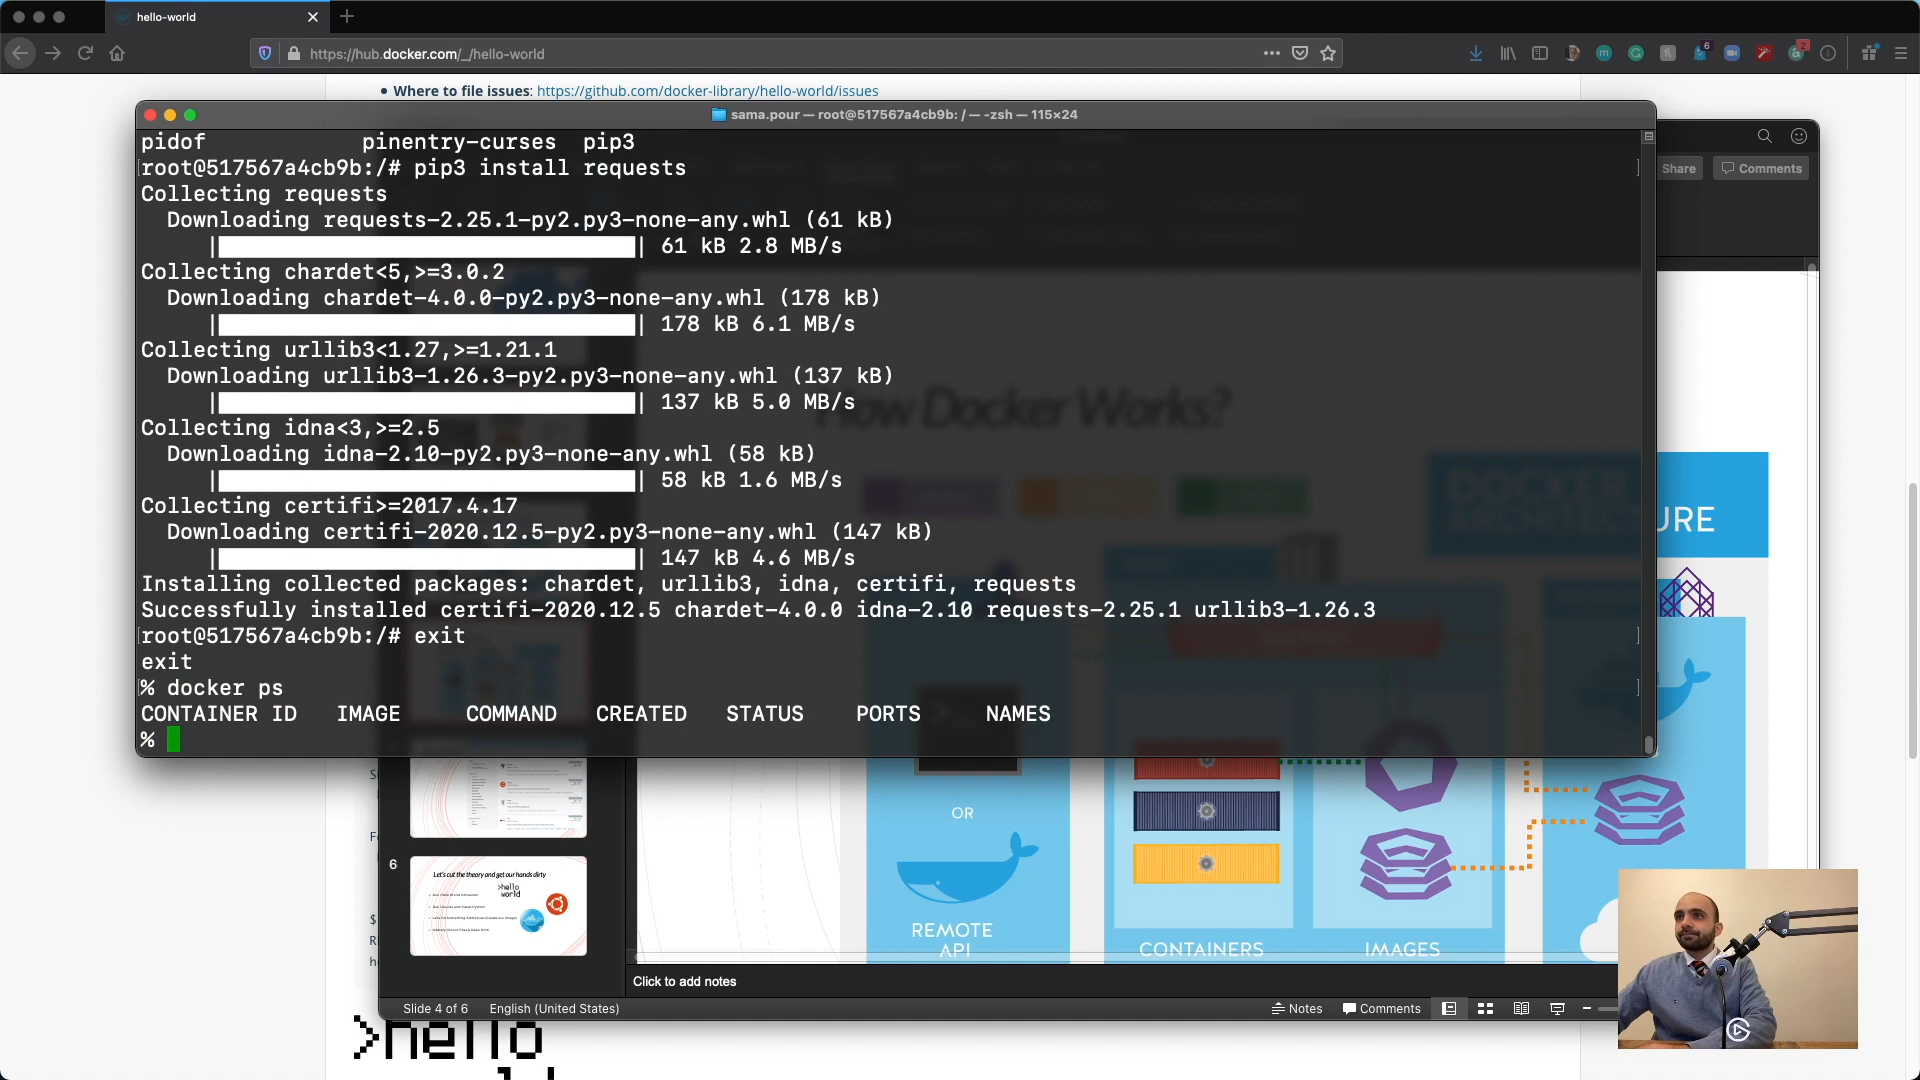 hello-world
https://hub.docker.com/_/hello-world
6
2
• Where to file issues: https://github.com/docker-library/hello-world/issues
sama.pour — root@517567a4cb9b: / — -zsh — 115×24
pidof pinentry-curses pip3
root@517567a4cb9b:/# pip3 install requests
Collecting requests
Downloading requests-2.25.1-py2.py3-none-any.whl (61 kB)
| | 61 kB 2.8 MB/s
Collecting chardet<5,>=3.0.2
Downloading chardet-4.0.0-py2.py3-none-any.whl (178 kB)
| | 178 kB 6.1 MB/s
Collecting urllib3<1.27,>=1.21.1
Downloading urllib3-1.26.3-py2.py3-none-any.whl (137 kB)
| | 137 kB 5.0 MB/s
Collecting idna<3,>=2.5
Downloading idna-2.10-py2.py3-none-any.whl (58 kB)
| | 58 kB 1.6 MB/s
Collecting certifi>=2017.4.17
Downloading certifi-2020.12.5-py2.py3-none-any.whl (147 kB)
| | 147 kB 4.6 MB/s
Installing collected packages: chardet, urllib3, idna, certifi, requests
Successfully installed certifi-2020.12.5 chardet-4.0.0 idna-2.10 requests-2.25.1 urllib3-1.26.3
root@517567a4cb9b:/# exit
exit
% docker ps
CONTAINER ID IMAGE COMMAND CREATED STATUS PORTS NAMES
%
Share
Comments
How Docker Works?
DOCKER
ARCHITECTURE
OR
REMOTE
API
CONTAINERS
IMAGES
6
Let's cut the theory and get our hands dirty
>hello
world
Click to add notes
Slide 4 of 6
English (United States)
Notes
Comments
>hello